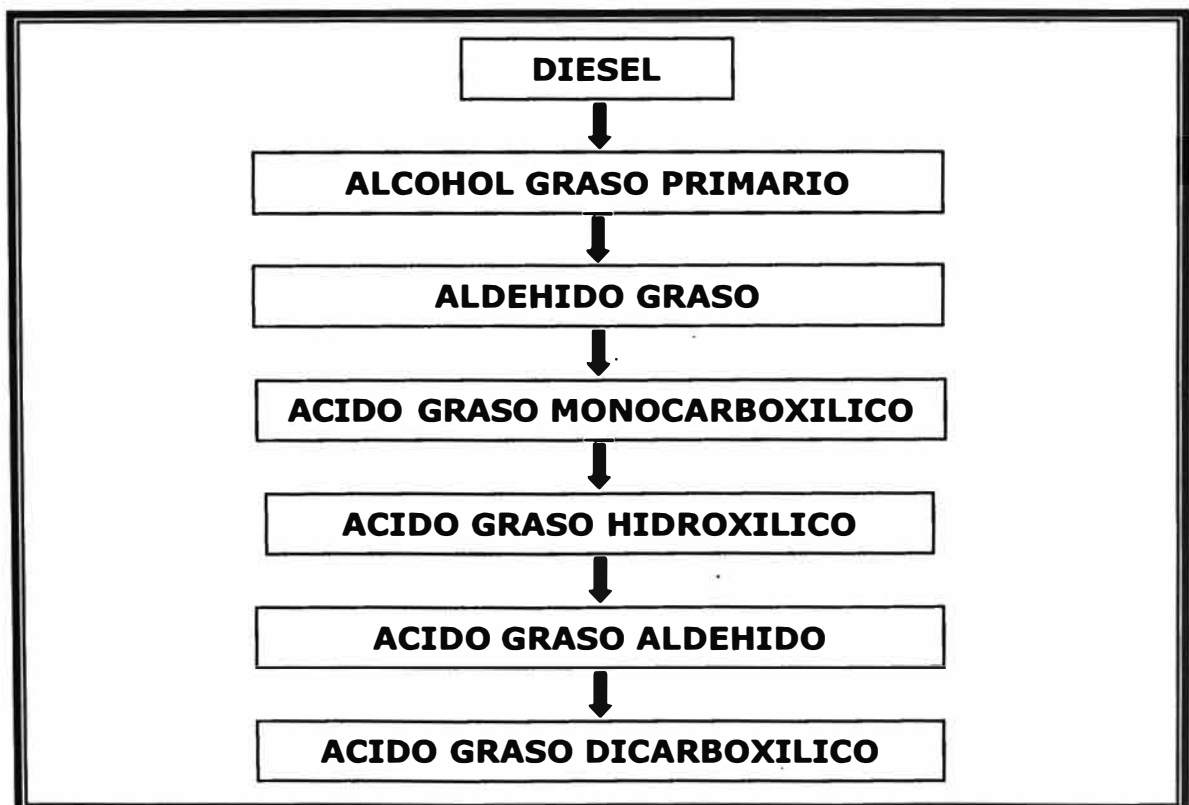 DIESEL
ALCOHOL GRASO PRIMARIO
ALDEHIDO GRASO
ACIDO GRASO MONOCARBOXILICO
ACIDO GRASO HIDROXILICO
ACIDO GRASO ALDEHIDO
ACIDO GRASO DICARBOXILICO